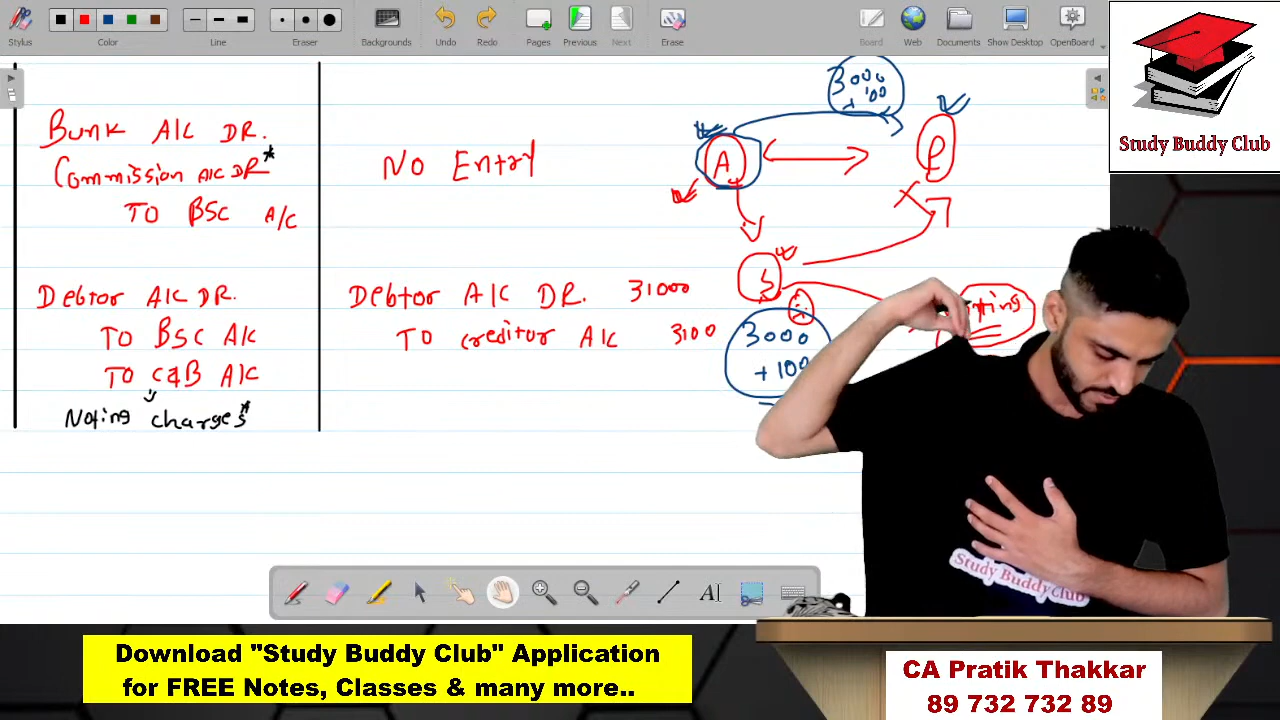 Stylus
Color
Line
Eraser
Backgrounds
Undo
Redo
Pages
Previous
Next
Erase
Board
Web
Documents
Show Desktop
OpenBoard
Study Buddy Club
Bank A/C DR.
Commission A/C DR*
TO BSC A/C
No Entry
3000
+ 100
A
P
S
Debtor A/C DR.
TO BSC A/C
TO C&B A/C
Noting charges*
Debtor A/C DR. 31000
TO creditor A/C 3100
3000
+100
Study Buddy Club
Download "Study Buddy Club" Application
for FREE Notes, Classes & many more..
CA Pratik Thakkar
89 732 732 89